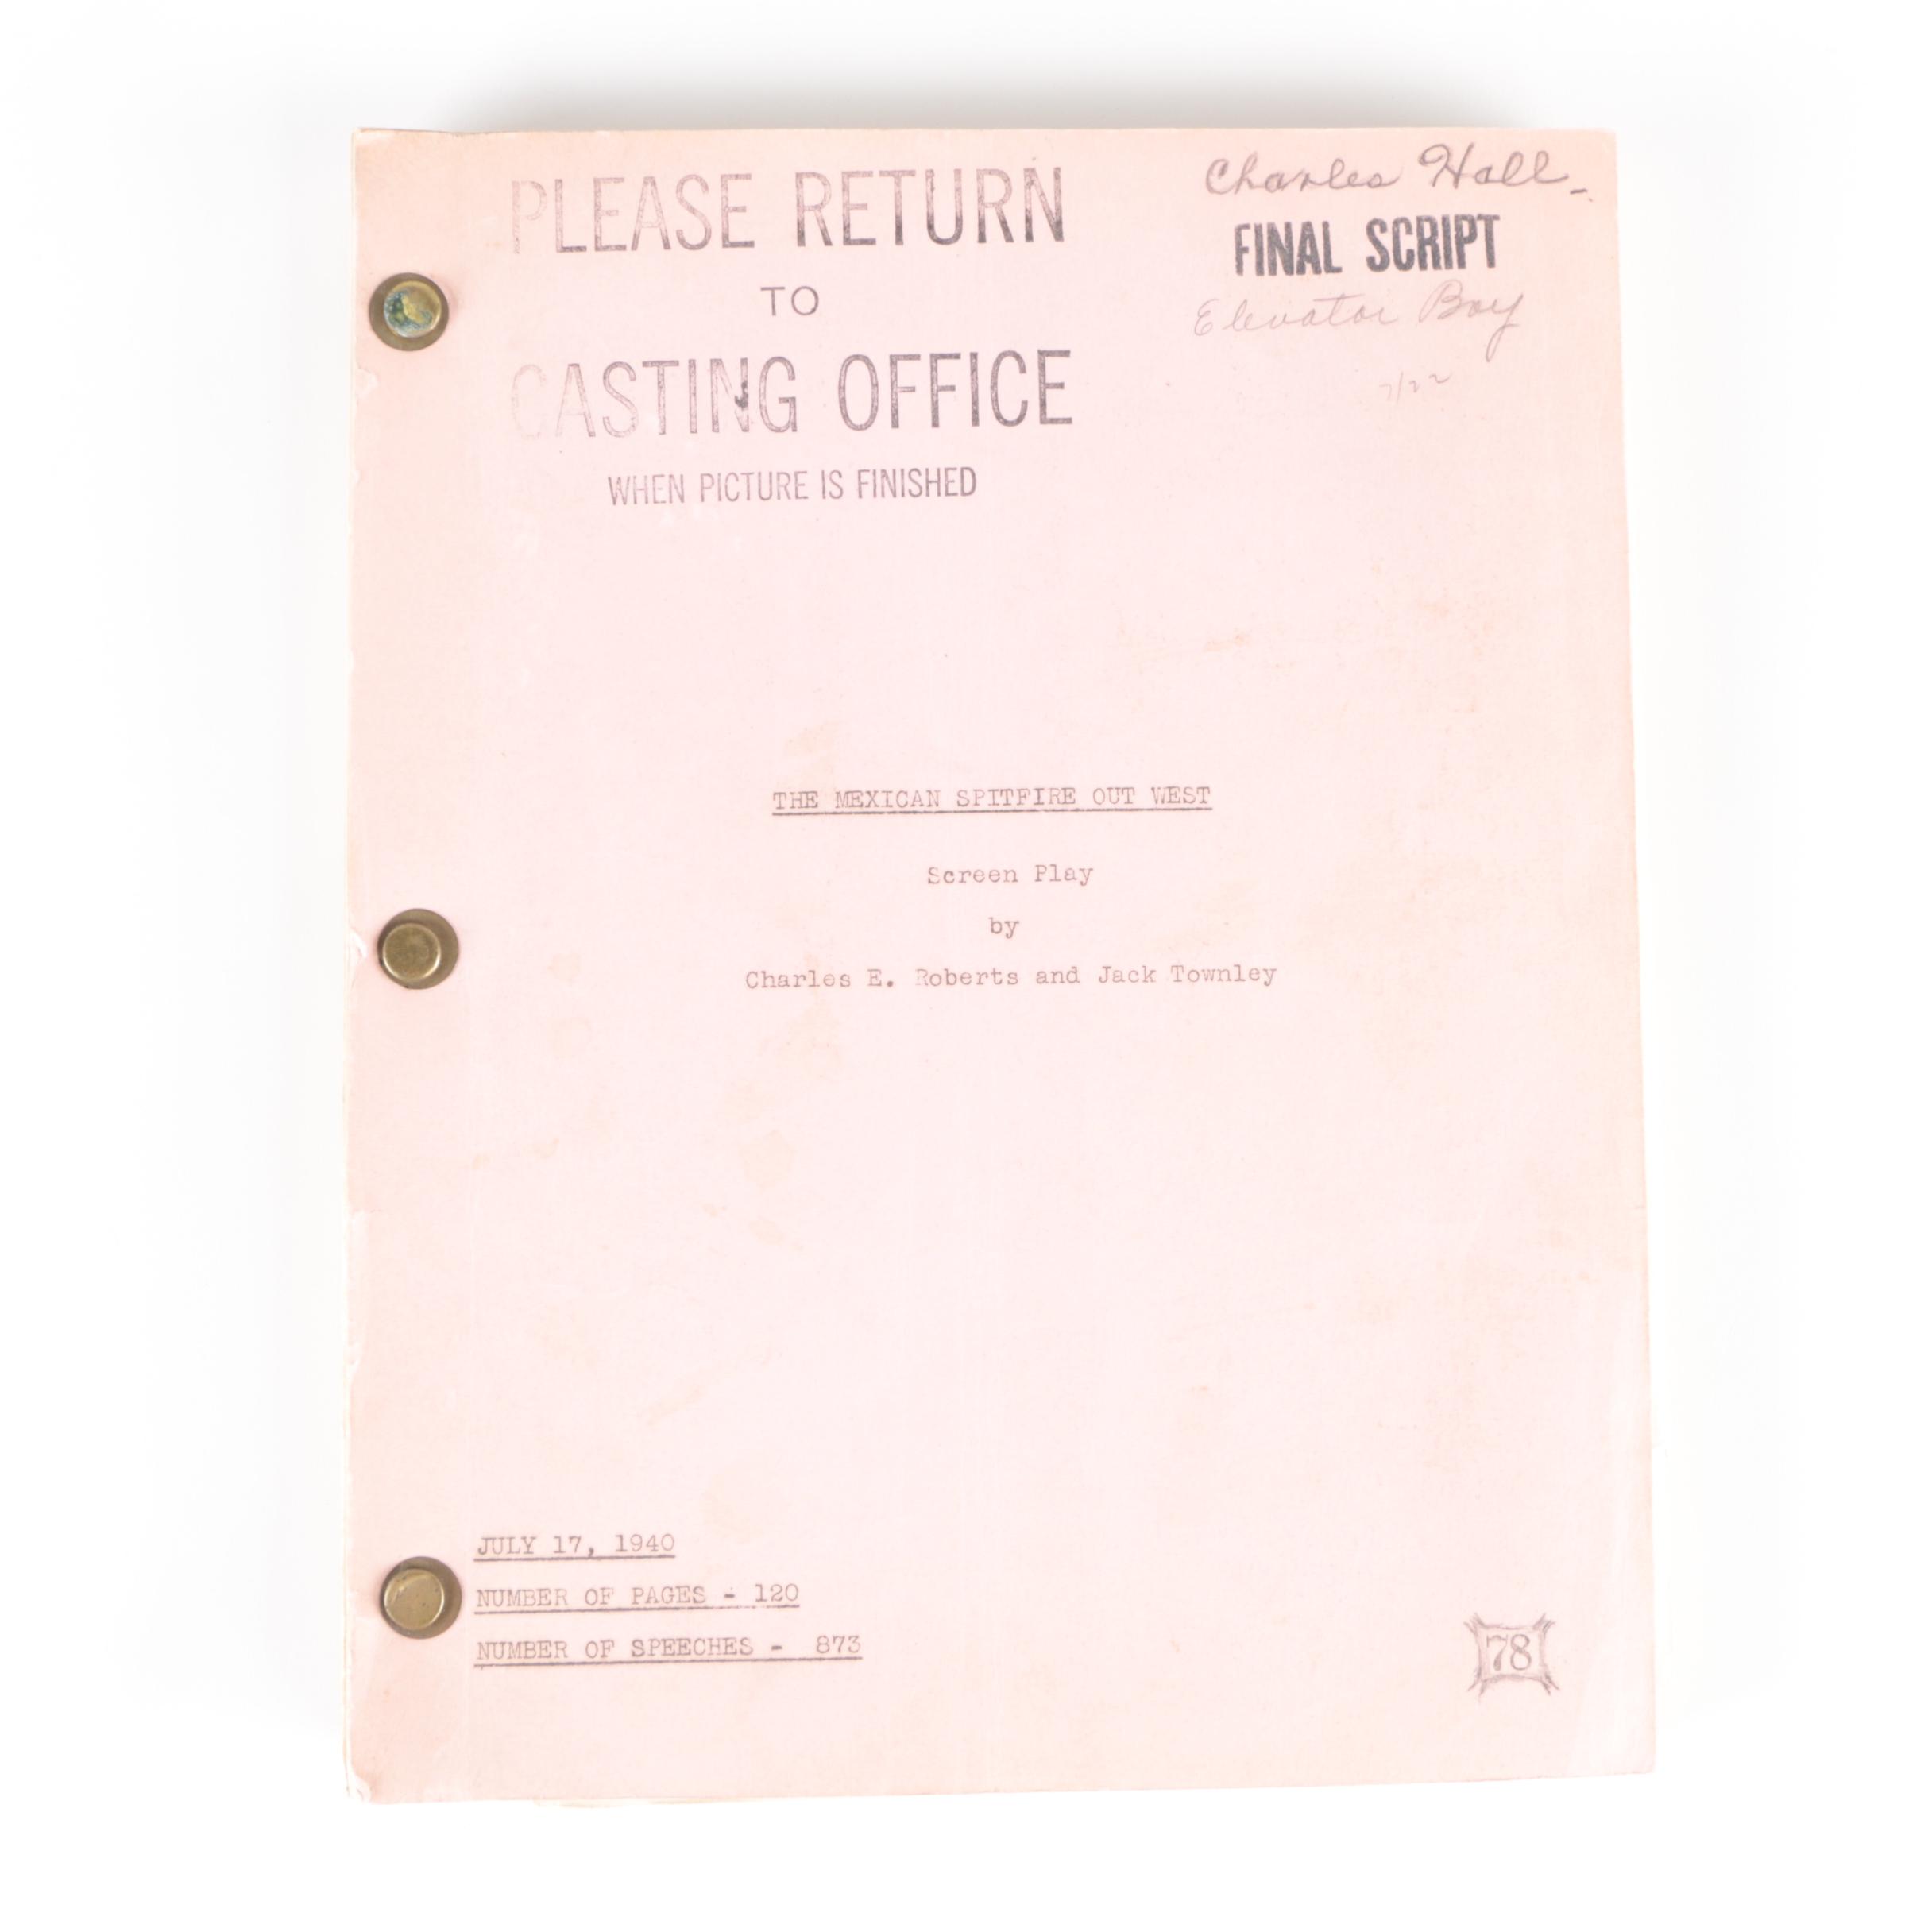 PLEASE RETURN
TO
CASTING OFFICE
WHEN PICTURE IS FINISHED
Charles Hall
FINAL SCRIPT
Elevator Boy
7/22
THE MEXICAN SPITFIRE OUT WEST
Screen Play
by
Charles E. Roberts and Jack Townley
JULY 17, 1940
NUMBER OF PAGES - 120
NUMBER OF SPEECHES - 873
78